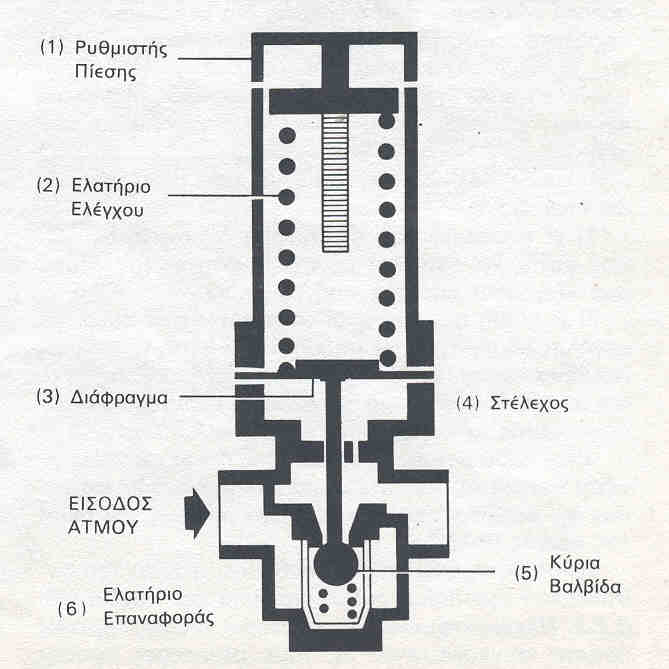 (1) Ρυθμιστής
Πίεσης
(2) Ελατήριο
Ελέγχου
(3) Διάφραγμα
(4) Στέλεχος
ΕΙΣΟΔΟΣ
ΑΤΜΟΥ
(5) Κύρια
Βαλβίδα
(6) Ελατήριο
Επαναφοράς